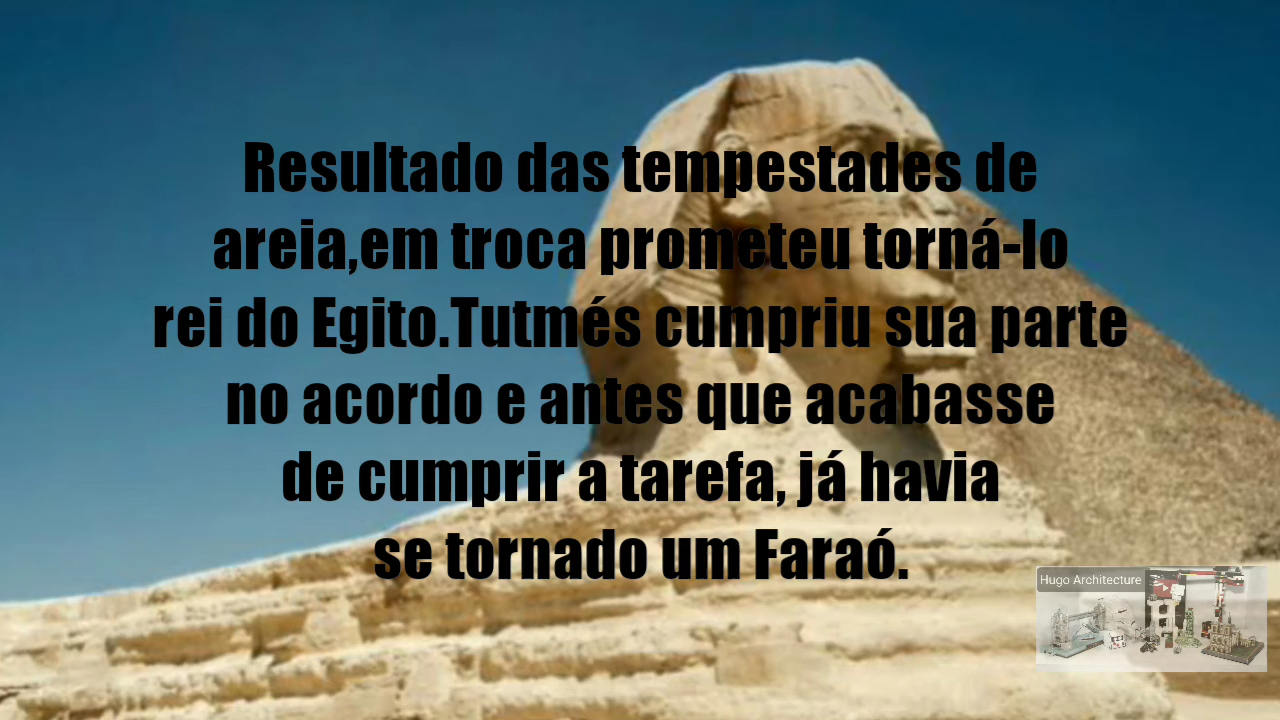 Resultado das tempestades de
areia,em troca prometeu torná-lo
rei do Egito.Tutmés cumpriu sua parte
no acordo e antes que acabasse
de cumprir a tarefa, já havia
se tornado um Faraó.
Hugo Architecture